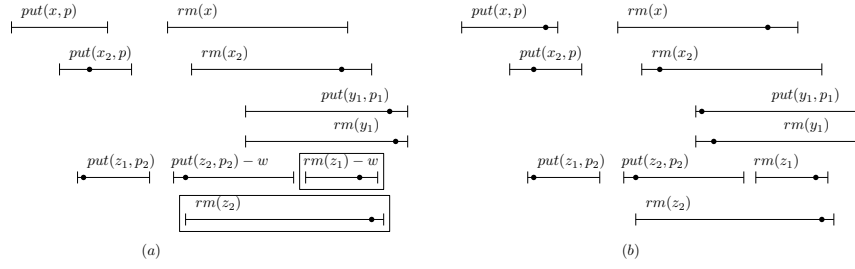 put(x, p) rm(x) put(x, p) rm(x)
put(x₂, p) rm(x₂) put(x₂, p) rm(x₂)
put(y₁, p₁) put(y₁, p₁)
rm(y₁) rm(y₁)
put(z₁, p₂) put(z₂, p₂) − w rm(z₁) − w put(z₁, p₂) put(z₂, p₂) rm(z₁)
rm(z₂) rm(z₂)
(a) (b)